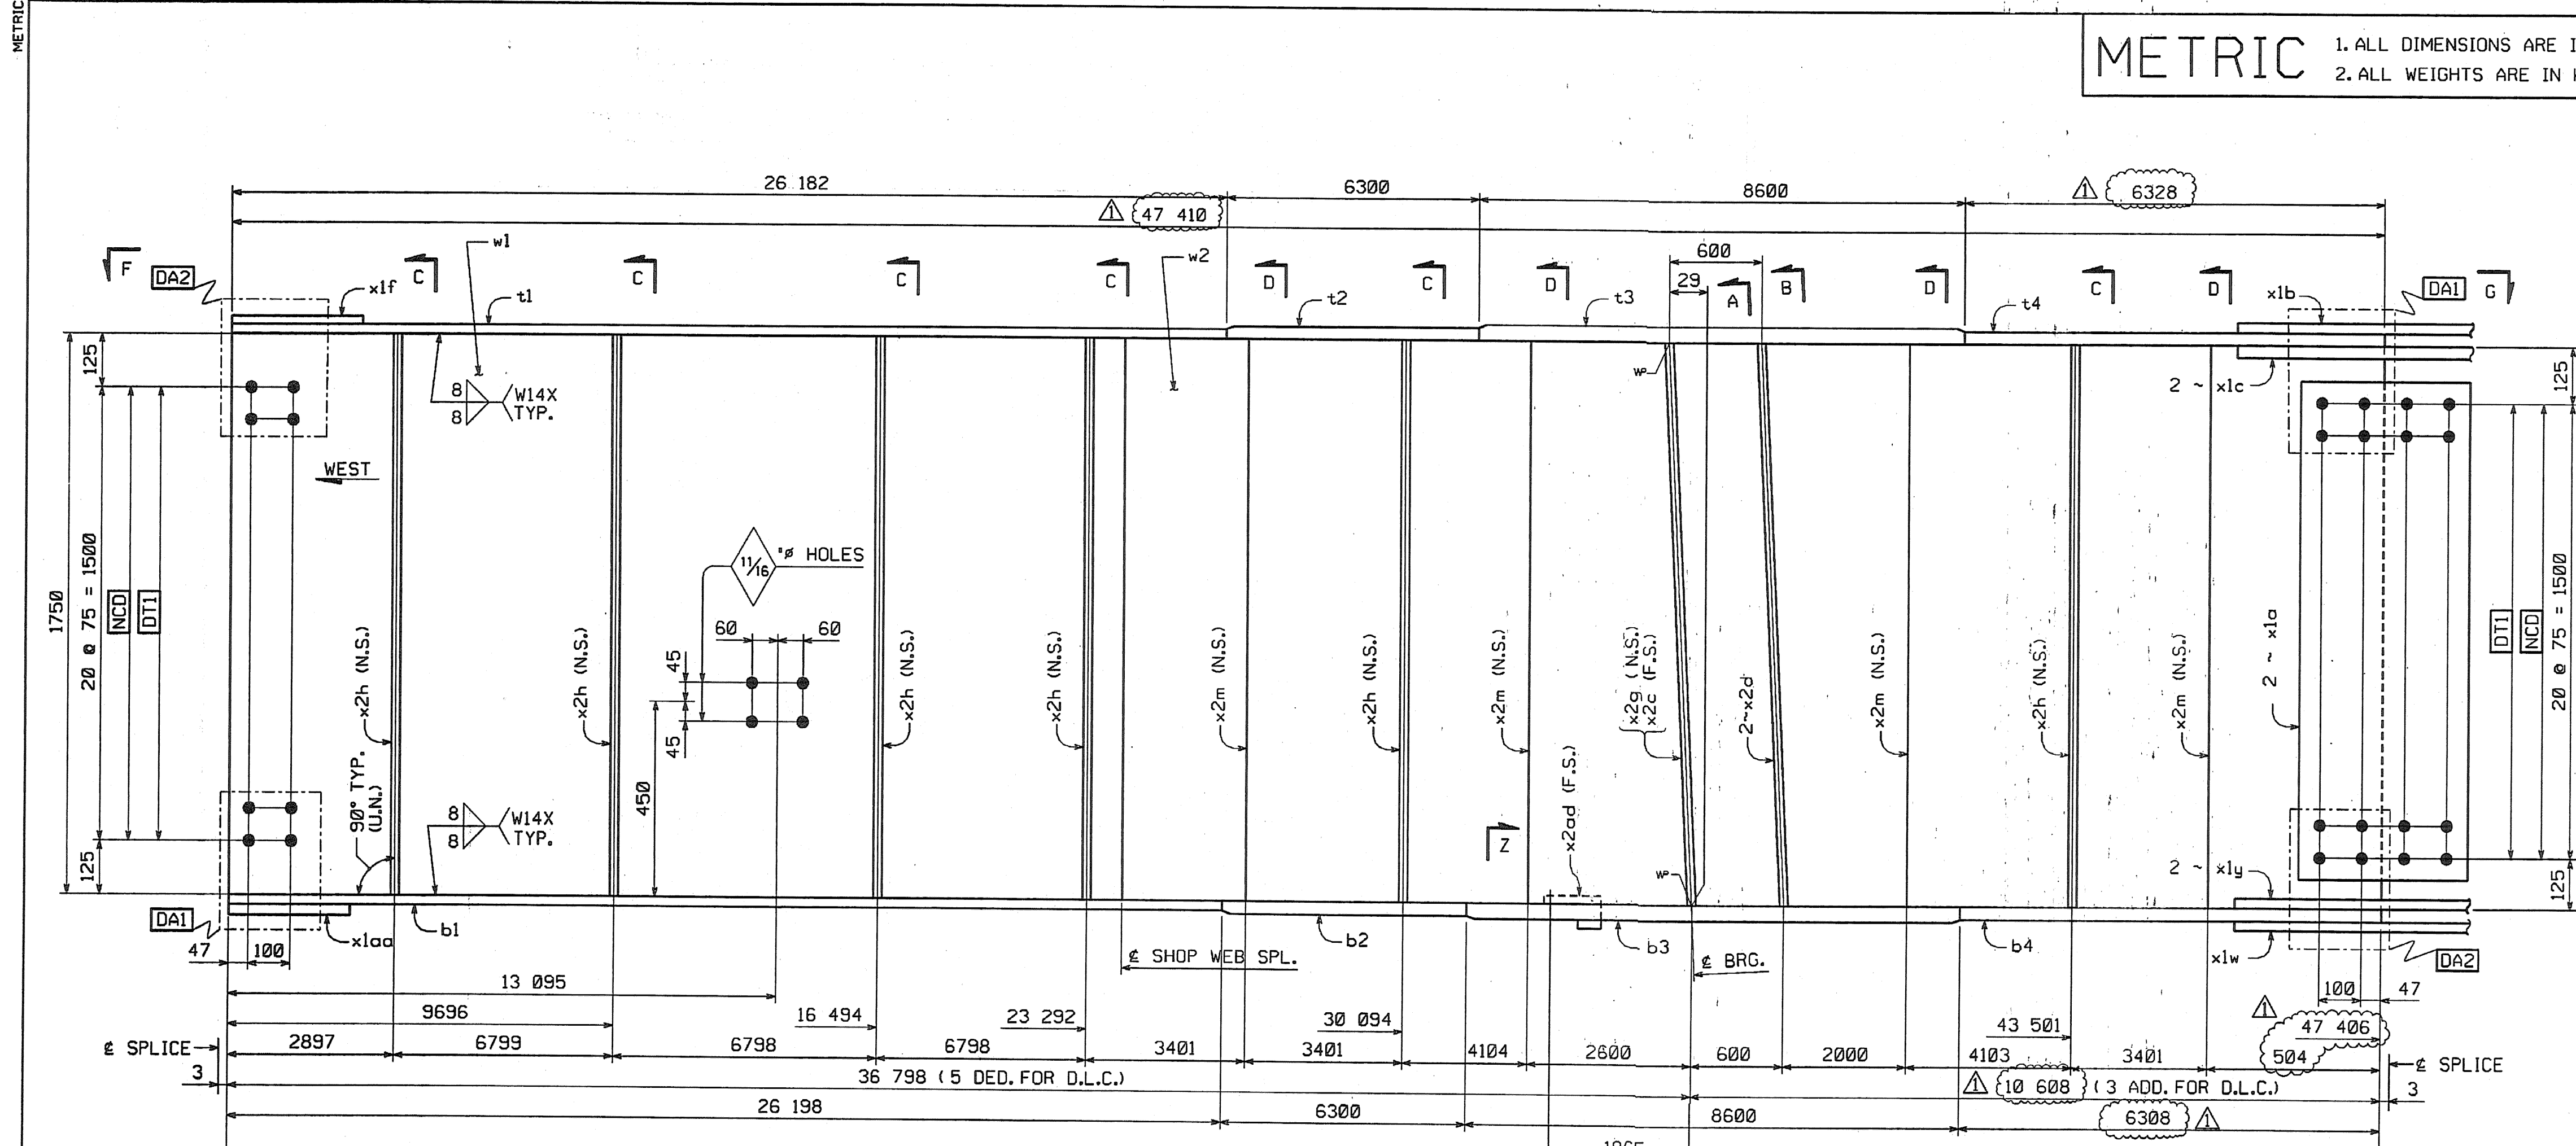 METRIC
METRIC
1. ALL DIMENSIONS ARE I
2. ALL WEIGHTS ARE IN
26 182
6300
8600
1
6328
1
47 410
F
DA2
x1f
C
w1
t1
C
C
C
w2
D
t2
C
D
t3
600
29
A
B
D
t4
C
D
x1b
DA1
G
1750
125
20 @ 75 = 1500
NCD
DT1
125
8
8
W14X
TYP.
WEST
11/16
"ø HOLES
60
60
45
45
450
WP
2 ~ x1c
125
DT1
NCD
20 @ 75 = 1500
125
x2h (N.S.)
x2h (N.S.)
x2h (N.S.)
x2h (N.S.)
x2m (N.S.)
x2h (N.S.)
x2m (N.S.)
x2g (N.S.)
x2c (F.S.)
2~x2d
x2m (N.S.)
x2h (N.S.)
x2m (N.S.)
2 ~ x1a
90° TYP.
(U.N.)
8
8
W14X
TYP.
Z
x2ad (F.S.)
WP
2 ~ x1y
DA1
x1aa
b1
b2
b3
b4
x1w
DA2
47
100
℄ SHOP WEB SPL.
℄ BRG.
100
47
13 095
9696
16 494
23 292
30 094
43 501
1
47 406
℄ SPLICE
2897
6799
6798
6798
3401
3401
4104
2600
600
2000
4103
3401
504
℄ SPLICE
3
36 798 (5 DED. FOR D.L.C.)
1
10 608
(3 ADD. FOR D.L.C.)
3
26 198
6300
8600
6308
1